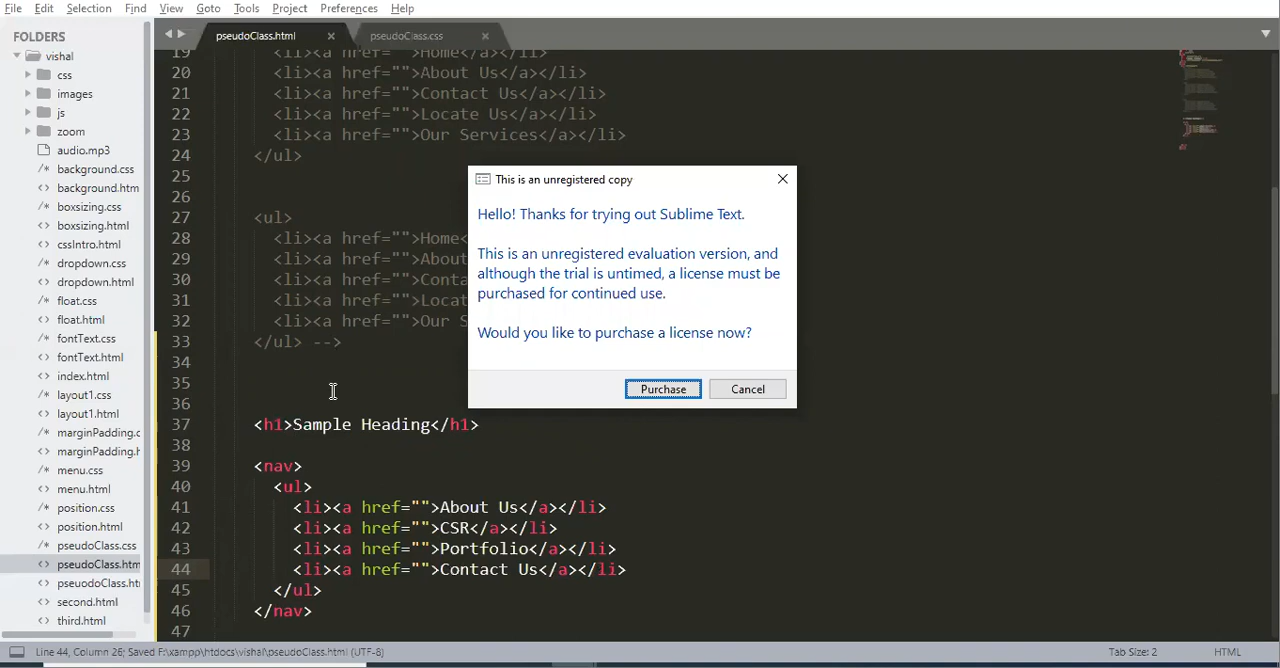 File Edit Selection Find View Goto Tools Project Preferences Help
FOLDERS
vishal
css
images
js
zoom
audio.mp3
background.css
background.htm
boxsizing.css
boxsizing.html
cssIntro.html
dropdown.css
dropdown.html
float.css
float.html
fontText.css
fontText.html
index.html
layout1.css
layout1.html
marginPadding.c
marginPadding.h
menu.css
menu.html
position.css
position.html
pseudoClass.css
pseudoClass.htm
pseuodoClass.ht
second.html
third.html
pseudoClass.html
pseudoClass.css
19 <li><a href="">Home</a></li>
20 <li><a href="">About Us</a></li>
21 <li><a href="">Contact Us</a></li>
22 <li><a href="">Locate Us</a></li>
23 <li><a href="">Our Services</a></li>
24 </ul>
25
26
27 <ul>
28 <li><a href="">Home<
29 <li><a href="">About
30 <li><a href="">Conta
31 <li><a href="">Locat
32 <li><a href="">Our S
33 </ul> -->
34
35
36
37 <h1>Sample Heading</h1>
38
39 <nav>
40 <ul>
41 <li><a href="">About Us</a></li>
42 <li><a href="">CSR</a></li>
43 <li><a href="">Portfolio</a></li>
44 <li><a href="">Contact Us</a></li>
45 </ul>
46 </nav>
47
This is an unregistered copy
Hello! Thanks for trying out Sublime Text.
This is an unregistered evaluation version, and
although the trial is untimed, a license must be
purchased for continued use.
Would you like to purchase a license now?
Purchase Cancel
Line 44, Column 26; Saved F:\xampp\htdocs\vishal\pseudoClass.html (UTF-8)
Tab Size: 2
HTML